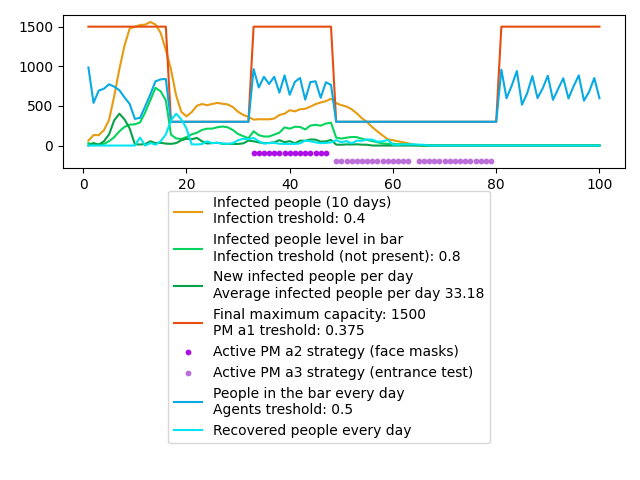 1500
1000
500
0
0
20
40
60
80
100
Infected people (10 days)
Infection treshold: 0.4
Infected people level in bar
Infection treshold (not present): 0.8
New infected people per day
Average infected people per day 33.18
Final maximum capacity: 1500
PM a1 treshold: 0.375
Active PM a2 strategy (face masks)
Active PM a3 strategy (entrance test)
People in the bar every day
Agents treshold: 0.5
Recovered people every day